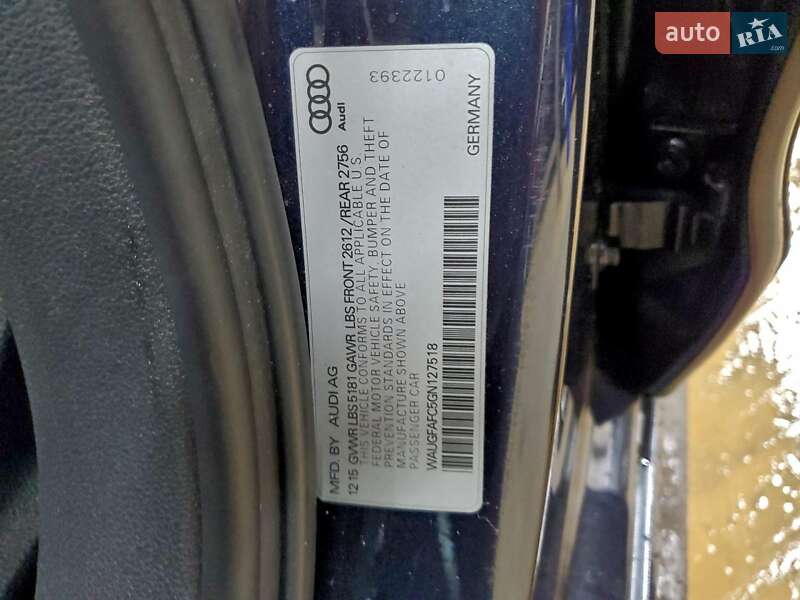 MFD. BY AUDI AG
12 15 GVWR LBS 5181 GAWR LBS FRONT 2612 /REAR 2756
THIS VEHICLE CONFORMS TO ALL APPLICABLE U S
FEDERAL MOTOR VEHICLE SAFETY, BUMPER AND THEFT
PREVENTION STANDARDS IN EFFECT ON THE DATE OF
MANUFACTURE SHOWN ABOVE
PASSENGER CAR
WAUGFAFC5GN127518
GERMANY
Audi
0122393
auto RIA
.com